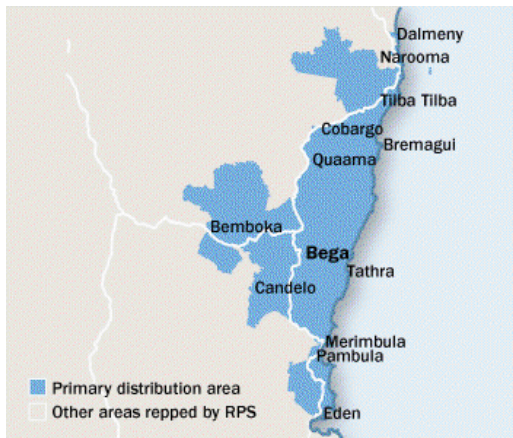 Dalmeny
Narooma
Tilba Tilba
Cobargo
Bremagui
Quaama
Bemboka
Bega
Tathra
Candelo
Merimbula
Pambula
Primary distribution area
Other areas repped by RPS
Eden